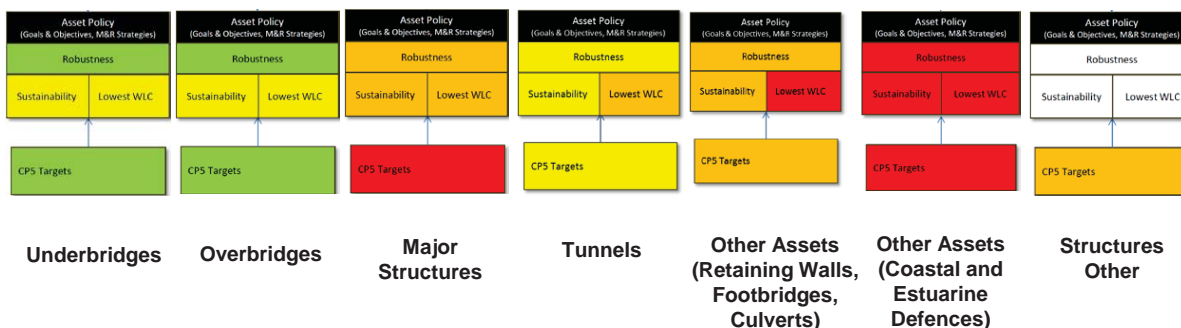 Asset Policy
(Goals & Objectives, M&R Strategies)
Robustness
Sustainability
Lowest WLC
CP5 Targets
Underbridges
Asset Policy
(Goals & Objectives, M&R Strategies)
Robustness
Sustainability
Lowest WLC
CP5 Targets
Overbridges
Asset Policy
(Goals & Objectives, M&R Strategies)
Robustness
Sustainability
Lowest WLC
CP5 Targets
Major
Structures
Asset Policy
(Goals & Objectives, M&R Strategies)
Robustness
Sustainability
Lowest WLC
CP5 Targets
Tunnels
Asset Policy
(Goals & Objectives, M&R Strategies)
Robustness
Sustainability
Lowest WLC
CP5 Targets
Other Assets
(Retaining Walls,
Footbridges,
Culverts)
Asset Policy
(Goals & Objectives, M&R Strategies)
Robustness
Sustainability
Lowest WLC
CP5 Targets
Other Assets
(Coastal and
Estuarine
Defences)
Asset Policy
(Goals & Objectives, M&R Strategies)
Robustness
Sustainability
Lowest WLC
CP5 Targets
Structures
Other